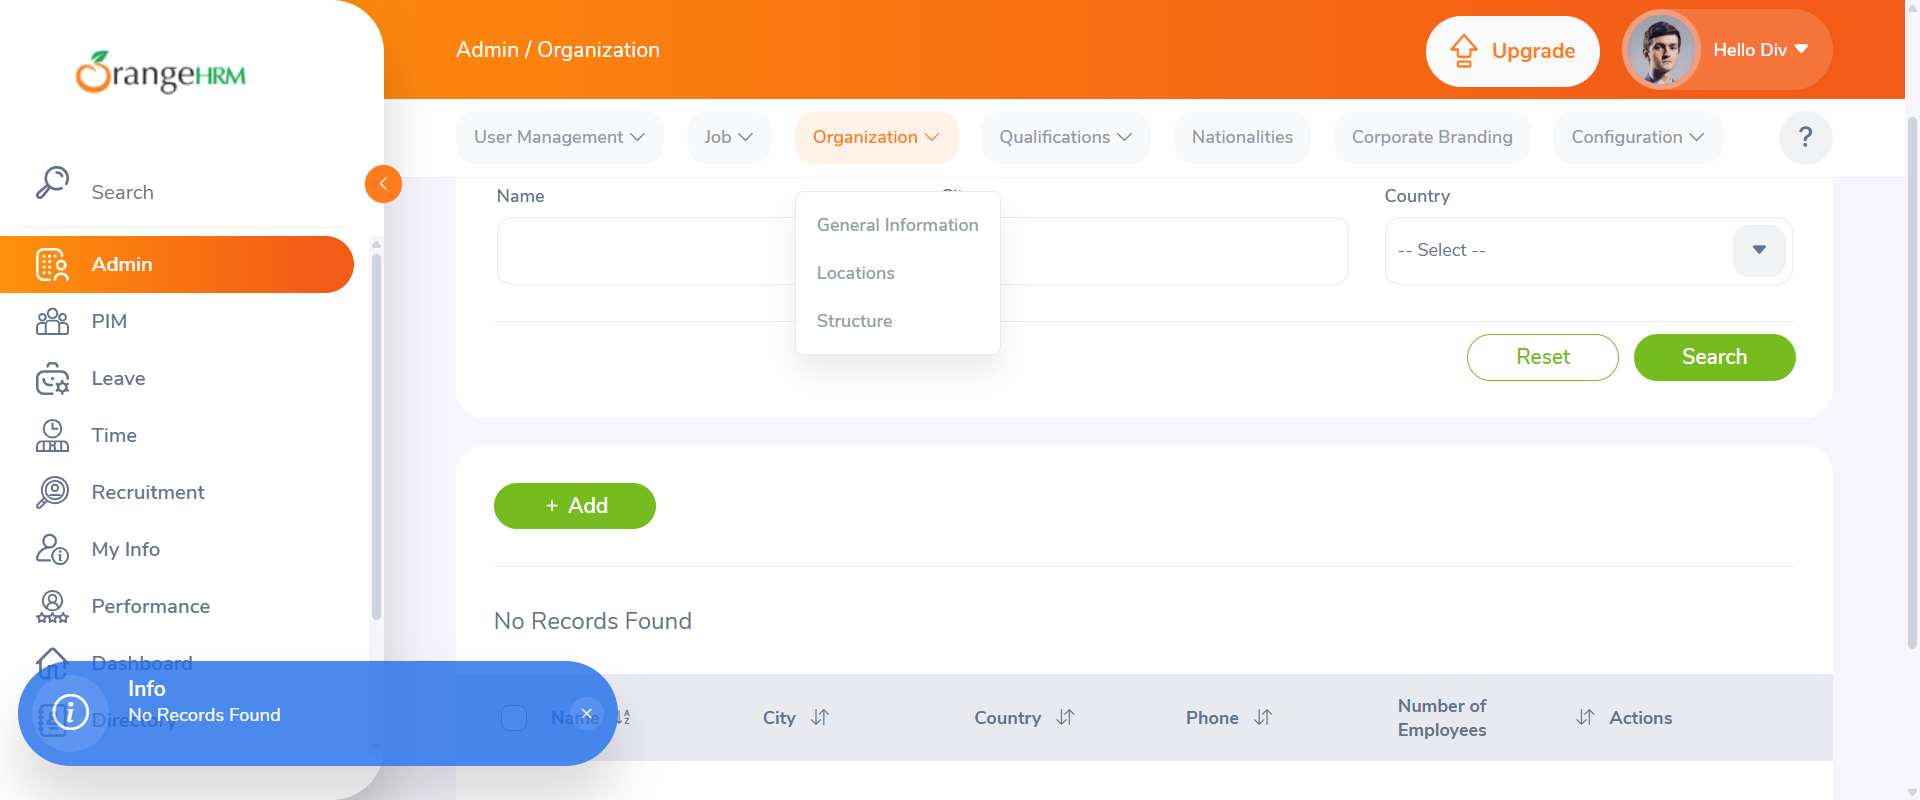 OrangeHRM
Admin / Organization
Upgrade
Hello Div
User Management
Job
Organization
Qualifications
Nationalities
Corporate Branding
Configuration
?
Search
Admin
PIM
Leave
Time
Recruitment
My Info
Performance
Dashboard
Directory
Name
Country
General Information
Locations
Structure
-- Select --
Reset
Search
+ Add
No Records Found
Name
City
Country
Phone
Number of
Employees
Actions
Info
No Records Found